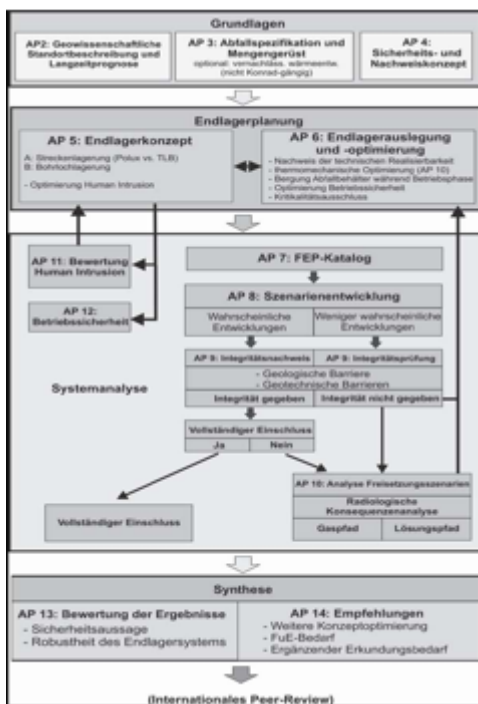 Grundlagen
AP2: Geowissenschaftliche
Standortbeschreibung und
Langzeitprognose
AP 3: Abfallspezifikation und
Mengengerüst
optional: vernachläss. wärmeentw.
(nicht Konrad-gängig)
AP 4:
Sicherheits- und
Nachweiskonzept
Endlagerplanung
AP 5: Endlagerkonzept
A: Streckenlagerung (Polux vs. TLB)
B: Bohrlochlagerung
- Optimierung Human Intrusion
AP 6: Endlagerauslegung
und -optimierung
- Nachweis der technischen Realisierbarkeit
- thermomechanische Optimierung (AP 10)
- Bergung Abfallbehälter während Betriebsphase
- Optimierung Betriebssicherheit
- Kritikalitätsausschluss
AP 11: Bewertung
Human Intrusion
AP 12:
Betriebssicherheit
Systemanalyse
AP 7: FEP-Katalog
AP 8: Szenarienentwicklung
Wahrscheinliche
Entwicklungen
Weniger wahrscheinliche
Entwicklungen
AP 9: Integritätsnachweis
AP 9: Integritätsprüfung
- Geologische Barriere
- Geotechnische Barrieren
Integrität gegeben
Integrität nicht gegeben
Vollständiger Einschluss
Ja
Nein
Vollständiger Einschluss
AP 10: Analyse Freisetzungsszenarien
Radiologische
Konsequenzenanalyse
Gaspfad
Lösungspfad
Synthese
AP 13: Bewertung der Ergebnisse
- Sicherheitsaussage
- Robustheit des Endlagersystems
AP 14: Empfehlungen
- Weitere Konzeptoptimierung
- FuE-Bedarf
- Ergänzender Erkundungsbedarf
(Internationales Peer-Review)